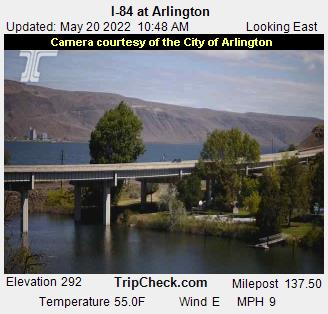 I-84 at Arlington
Updated: May 20 2022 10:48 AM Looking East
Camera courtesy of the City of Arlington
Elevation 292 TripCheck.com Milepost 137.50
Temperature 55.0F Wind E MPH 9